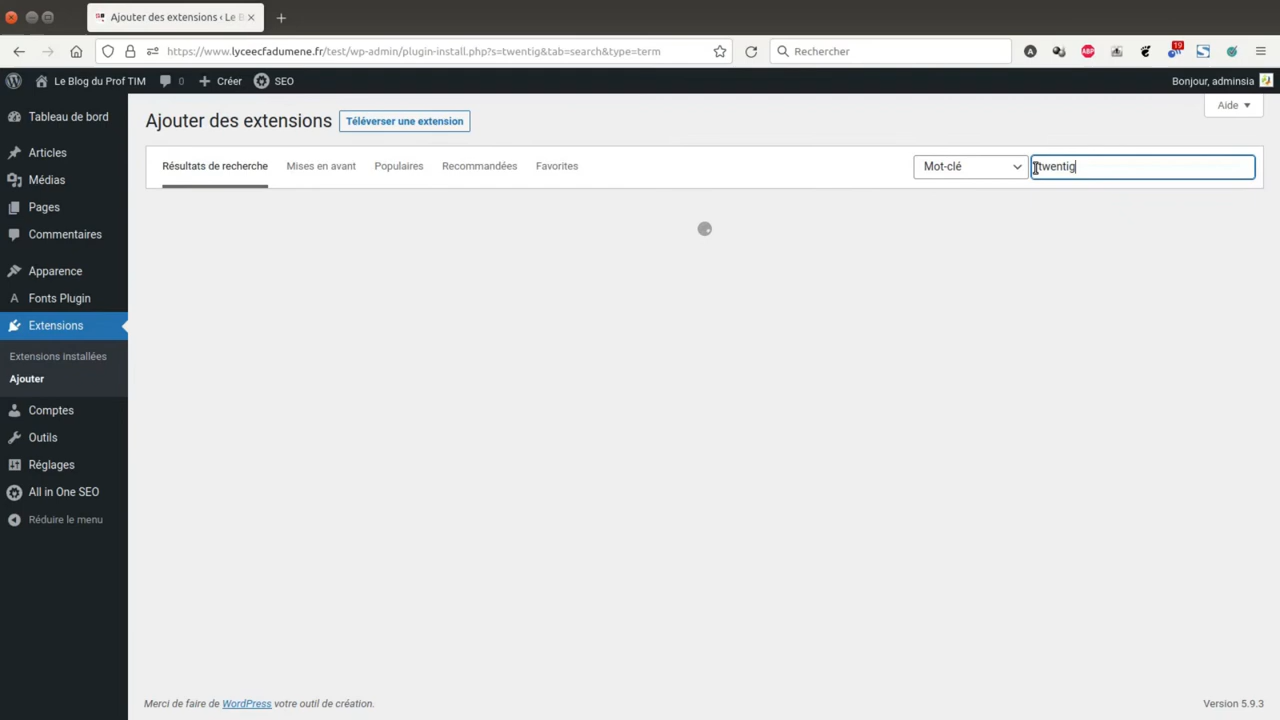 Ajouter des extensions ‹ Le B
https://www.lyceecfadumene.fr/test/wp-admin/plugin-install.php?s=twentig&tab=search&type=term
Rechercher
A
ABP
19
S
Le Blog du Prof TIM
0
Créer
SEO
Bonjour, adminsia
Tableau de bord
Articles
Médias
Pages
Commentaires
Apparence
A Fonts Plugin
Extensions
Extensions installées
Ajouter
Comptes
Outils
Réglages
All in One SEO
Réduire le menu
Aide
Ajouter des extensions
Téléverser une extension
Résultats de recherche
Mises en avant
Populaires
Recommandées
Favorites
Mot-clé
twentig
Merci de faire de WordPress votre outil de création.
Version 5.9.3